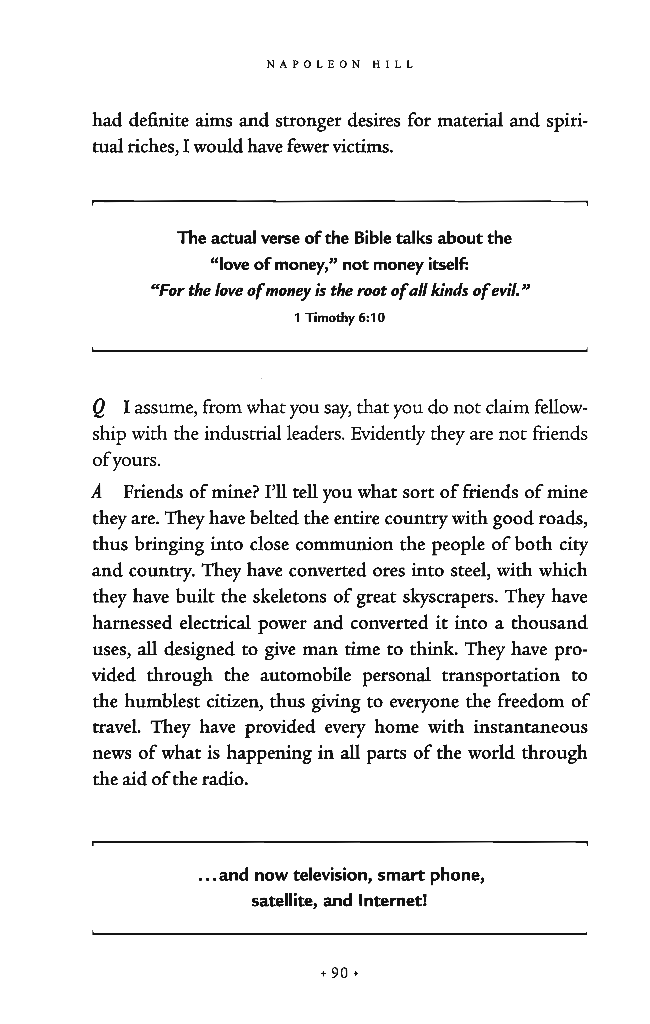 NAPOLEON HILL
had definite aims and stronger desires for material and spiri-
tual riches, I would have fewer victims.
The actual verse of the Bible talks about the
“love of money,” not money itself:
“For the love of money is the root of all kinds of evil.”
1 Timothy 6:10
Q I assume, from what you say, that you do not claim fellow-
ship with the industrial leaders. Evidently they are not friends
of yours.
A Friends of mine? I’ll tell you what sort of friends of mine
they are. They have belted the entire country with good roads,
thus bringing into close communion the people of both city
and country. They have converted ores into steel, with which
they have built the skeletons of great skyscrapers. They have
harnessed electrical power and converted it into a thousand
uses, all designed to give man time to think. They have pro-
vided through the automobile personal transportation to
the humblest citizen, thus giving to everyone the freedom of
travel. They have provided every home with instantaneous
news of what is happening in all parts of the world through
the aid of the radio.
...and now television, smart phone,
satellite, and Internet!
• 90 •